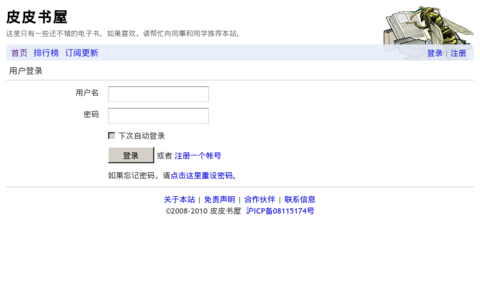 皮皮书屋
这里只有一些还不错的电子书。如果喜欢，请帮忙向同事和同学推荐本站。
首页 排行榜 订阅更新 登录 | 注册
用户登录
用户名
密码
下次自动登录
登录 或者 注册一个帐号
如果忘记密码，请点击这里重设密码。
关于本站 | 免责声明 | 合作伙伴 | 联系信息
©2008-2010 皮皮书屋 沪ICP备08115174号